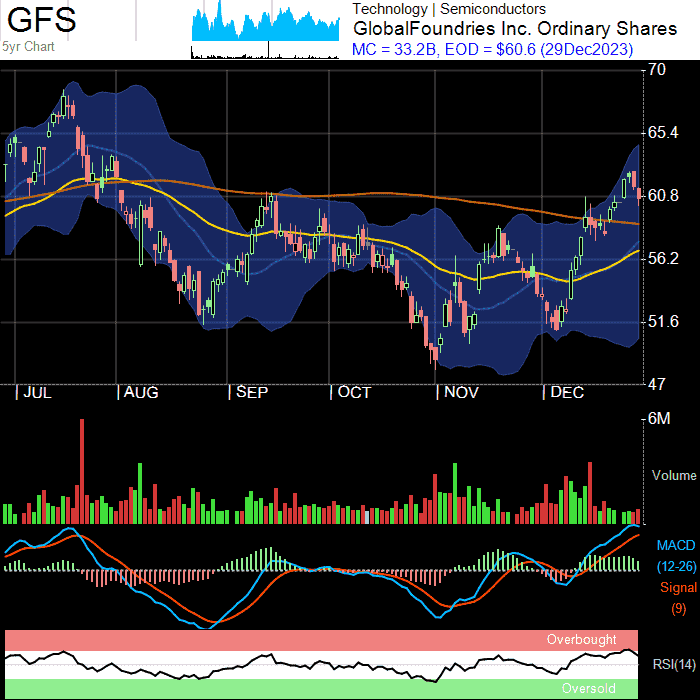 GFS
5yr Chart
Technology | Semiconductors
GlobalFoundries Inc. Ordinary Shares
MC = 33.2B, EOD = $60.6 (29Dec2023)
70
65.4
60.8
56.2
51.6
47
| JUL | AUG | SEP | OCT | NOV | DEC
6M
Volume
MACD
(12-26)
Signal
(9)
Overbought
RSI(14)
Oversold